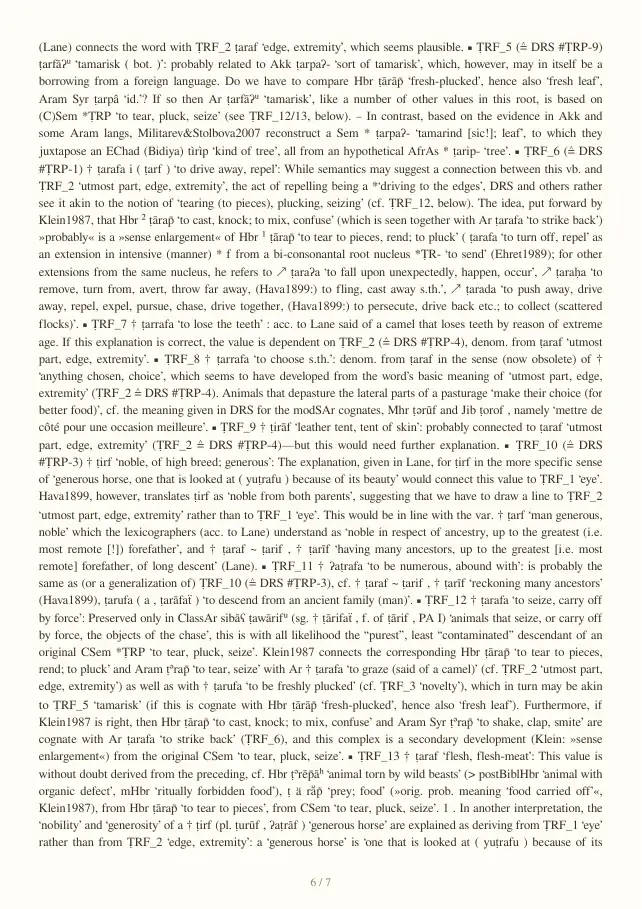 (Lane) connects the word with ṬRF_2 ṭaraf ‘edge, extremity’, which seems plausible. ▪ ṬRF_5 (≙ DRS #ṬRP-9)
ṭarfāʔᵘ ‘tamarisk ( bot. )’: probably related to Akk ṭarpaʔ- ‘sort of tamarisk’, which, however, may in itself be a
borrowing from a foreign language. Do we have to compare Hbr ṭārāp̄ ‘fresh-plucked’, hence also ‘fresh leaf’,
Aram Syr ṭarpâ ‘id.’? If so then Ar ṭarfāʔᵘ ‘tamarisk’, like a number of other values in this root, is based on
(C)Sem *ṬRP ‘to tear, pluck, seize’ (see ṬRF_12/13, below). – In contrast, based on the evidence in Akk and
some Aram langs, Militarev&Stolbova2007 reconstruct a Sem * ṭarpaʔ- ‘tamarind [sic!]; leaf’, to which they
juxtapose an EChad (Bidiya) tìrìp ‘kind of tree’, all from an hypothetical AfrAs * ṭarip- ‘tree’. ▪ ṬRF_6 (≙ DRS
#ṬRP-1) † ṭarafa i ( ṭarf ) ‘to drive away, repel’: While semantics may suggest a connection between this vb. and
ṬRF_2 ‘utmost part, edge, extremity’, the act of repelling being a *‘driving to the edges’, DRS and others rather
see it akin to the notion of ‘tearing (to pieces), plucking, seizing’ (cf. ṬRF_12, below). The idea, put forward by
Klein1987, that Hbr ² ṭārap̄ ‘to cast, knock; to mix, confuse’ (which is seen together with Ar ṭarafa ‘to strike back’)
»probably« is a »sense enlargement« of Hbr ¹ ṭārap̄ ‘to tear to pieces, rend; to pluck’ ( ṭarafa ‘to turn off, repel’ as
an extension in intensive (manner) * f from a bi-consonantal root nucleus *ṬR- ‘to send’ (Ehret1989); for other
extensions from the same nucleus, he refers to ↗ ṭaraʔa ‘to fall upon unexpectedly, happen, occur’, ↗ ṭaraḥa ‘to
remove, turn from, avert, throw far away, (Hava1899:) to fling, cast away s.th.’, ↗ ṭarada ‘to push away, drive
away, repel, expel, pursue, chase, drive together, (Hava1899:) to persecute, drive back etc.; to collect (scattered
flocks)’. ▪ ṬRF_7 † ṭarrafa ‘to lose the teeth’ : acc. to Lane said of a camel that loses teeth by reason of extreme
age. If this explanation is correct, the value is dependent on ṬRF_2 (≙ DRS #ṬRP-4), denom. from ṭaraf ‘utmost
part, edge, extremity’. ▪ ṬRF_8 † ṭarrafa ‘to choose s.th.’: denom. from ṭaraf in the sense (now obsolete) of †
‘anything chosen, choice’, which seems to have developed from the word’s basic meaning of ‘utmost part, edge,
extremity’ (ṬRF_2 ≙ DRS #ṬRP-4). Animals that depasture the lateral parts of a pasturage ‘make their choice (for
better food)’, cf. the meaning given in DRS for the modSAr cognates, Mhr ṭərūf and Jib ṭorof , namely ‘mettre de
côté pour une occasion meilleure’. ▪ ṬRF_9 † ṭirāf ‘leather tent, tent of skin’: probably connected to ṭaraf ‘utmost
part, edge, extremity’ (ṬRF_2 ≙ DRS #ṬRP-4)—but this would need further explanation. ▪ ṬRF_10 (≙ DRS
#ṬRP-3) † ṭirf ‘noble, of high breed; generous’: The explanation, given in Lane, for ṭirf in the more specific sense
of ‘generous horse, one that is looked at ( yuṭrafu ) because of its beauty’ would connect this value to ṬRF_1 ‘eye’.
Hava1899, however, translates ṭirf as ‘noble from both parents’, suggesting that we have to draw a line to ṬRF_2
‘utmost part, edge, extremity’ rather than to ṬRF_1 ‘eye’. This would be in line with the var. † ṭarf ‘man generous,
noble’ which the lexicographers (acc. to Lane) understand as ‘noble in respect of ancestry, up to the greatest (i.e.
most remote [!]) forefather’, and † ṭaraf ~ ṭarif , † ṭarīf ‘having many ancestors, up to the greatest [i.e. most
remote] forefather, of long descent’ (Lane). ▪ ṬRF_11 † ʔaṭrafa ‘to be numerous, abound with’: is probably the
same as (or a generalization of) ṬRF_10 (≙ DRS #ṬRP-3), cf. † ṭaraf ~ ṭarif , † ṭarīf ‘reckoning many ancestors’
(Hava1899), ṭarufa ( a , ṭarāfaẗ ) ‘to descend from an ancient family (man)’. ▪ ṬRF_12 † ṭarafa ‘to seize, carry off
by force’: Preserved only in ClassAr sibāʕ ṭawārifᵘ (sg. † ṭārifaẗ , f. of ṭārif , PA I) ‘animals that seize, or carry off
by force, the objects of the chase’, this is with all likelihood the “purest”, least “contaminated” descendant of an
original CSem *ṬRP ‘to tear, pluck, seize’. Klein1987 connects the corresponding Hbr ṭārap̄ ‘to tear to pieces,
rend; to pluck’ and Aram ṭᵊrap̄ ‘to tear, seize’ with Ar † ṭarafa ‘to graze (said of a camel)’ (cf. ṬRF_2 ‘utmost part,
edge, extremity’) as well as with † ṭarufa ‘to be freshly plucked’ (cf. ṬRF_3 ‘novelty’), which in turn may be akin
to ṬRF_5 ‘tamarisk’ (if this is cognate with Hbr ṭārāp̄ ‘fresh-plucked’, hence also ‘fresh leaf’). Furthermore, if
Klein1987 is right, then Hbr ṭārap̄ ‘to cast, knock; to mix, confuse’ and Aram Syr ṭᵊrap̄ ‘to shake, clap, smite’ are
cognate with Ar ṭarafa ‘to strike back’ (ṬRF_6), and this complex is a secondary development (Klein: »sense
enlargement«) from the original CSem ‘to tear, pluck, seize’. ▪ ṬRF_13 † ṭaraf ‘flesh, flesh-meat’: This value is
without doubt derived from the preceding, cf. Hbr ṭᵊrēp̄āʰ ‘animal torn by wild beasts’ (> postBiblHbr ‘animal with
organic defect’, mHbr ‘ritually forbidden food’), ṭ ä rǟp̄ ‘prey; food’ (»orig. prob. meaning ‘food carried off’«,
Klein1987), from Hbr ṭārap̄ ‘to tear to pieces’, from CSem ‘to tear, pluck, seize’. 1 . In another interpretation, the
‘nobility’ and ‘generosity’ of a † ṭirf (pl. ṭurūf , ʔaṭrāf ) ‘generous horse’ are explained as deriving from ṬRF_1 ‘eye’
rather than from ṬRF_2 ‘edge, extremity’: a ‘generous horse’ is ‘one that is looked at ( yuṭrafu ) because of its
6 / 7